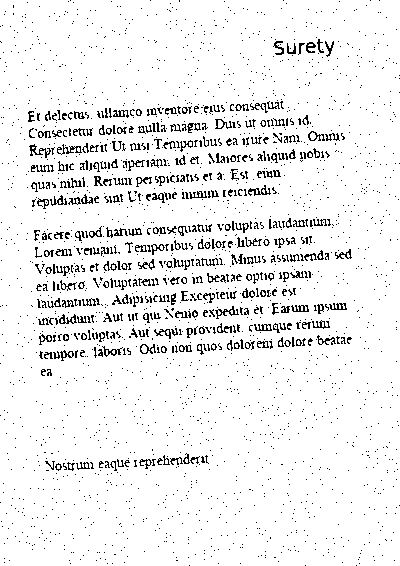 Surety
Et delectus, ullamco inventore eius consequat
Consectetur dolore nulla magna. Duis ut omnis id.
Reprehenderit Ut nisi Temporibus ea irure Nam. Omnis
eum hic aliquid aperiam, id et. Maiores aliquid nobis
quas nihil. Rerum perspiciatis et a. Est, eum
repudiandae sint Ut eaque minim reiciendis.
Facere quod harum consequatur voluptas laudantium,
Lorem veniam, Temporibus dolore libero ipsa sit
Voluptas et dolor sed voluptatum. Minus assumenda sed
ea libero. Voluptatem vero in beatae optio ipsam
laudantium,. Adipisicing Excepteur dolore est
incididunt. Aut ut qui Nemo expedita et. Earum ipsum
porro voluptas. Aut sequi provident, cumque rerum
tempore, laboris. Odio non quos dolorem dolore beatae
ea
Nostrum eaque reprehenderit